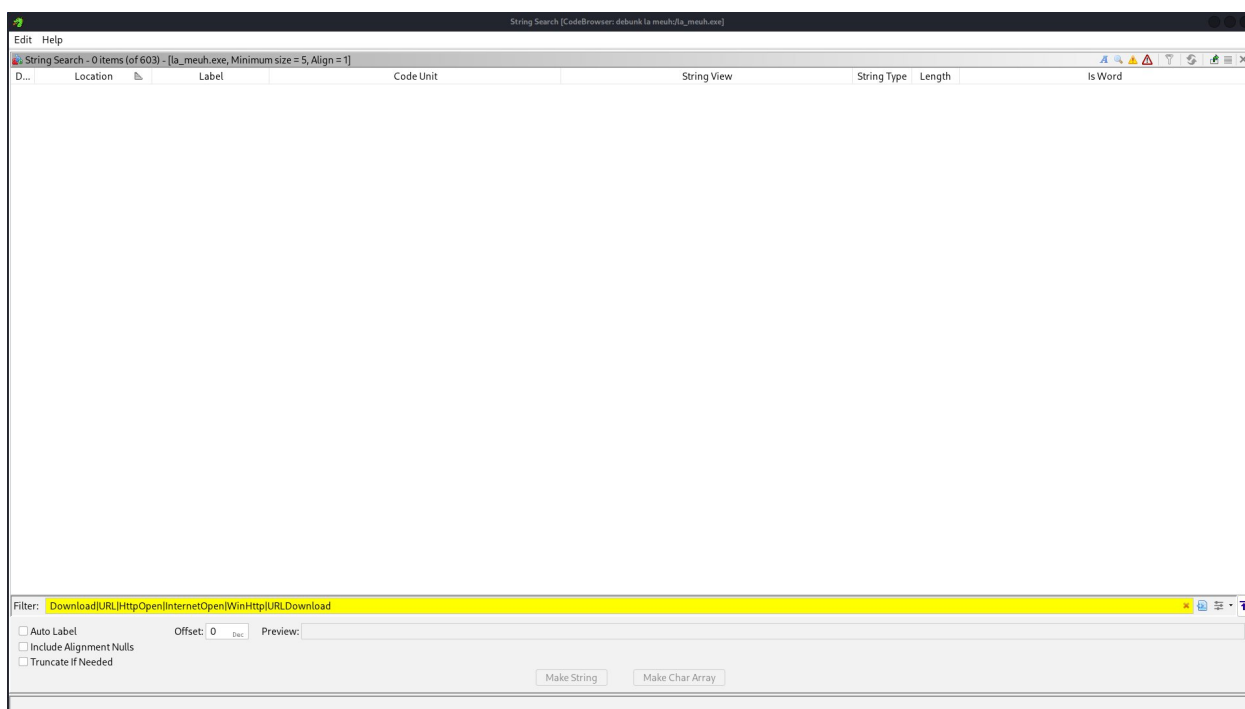 String Search [CodeBrowser: debunk la meuh:/la_meuh.exe]
Edit Help
String Search - 0 items (of 603) - [la_meuh.exe, Minimum size = 5, Align = 1]
D... Location Label Code Unit String View String Type Length Is Word
Filter: Download|URL|HttpOpen|InternetOpen|WinHttp|URLDownload
Auto Label Offset: 0 Dec Preview:
Include Alignment Nulls
Truncate If Needed
Make String Make Char Array